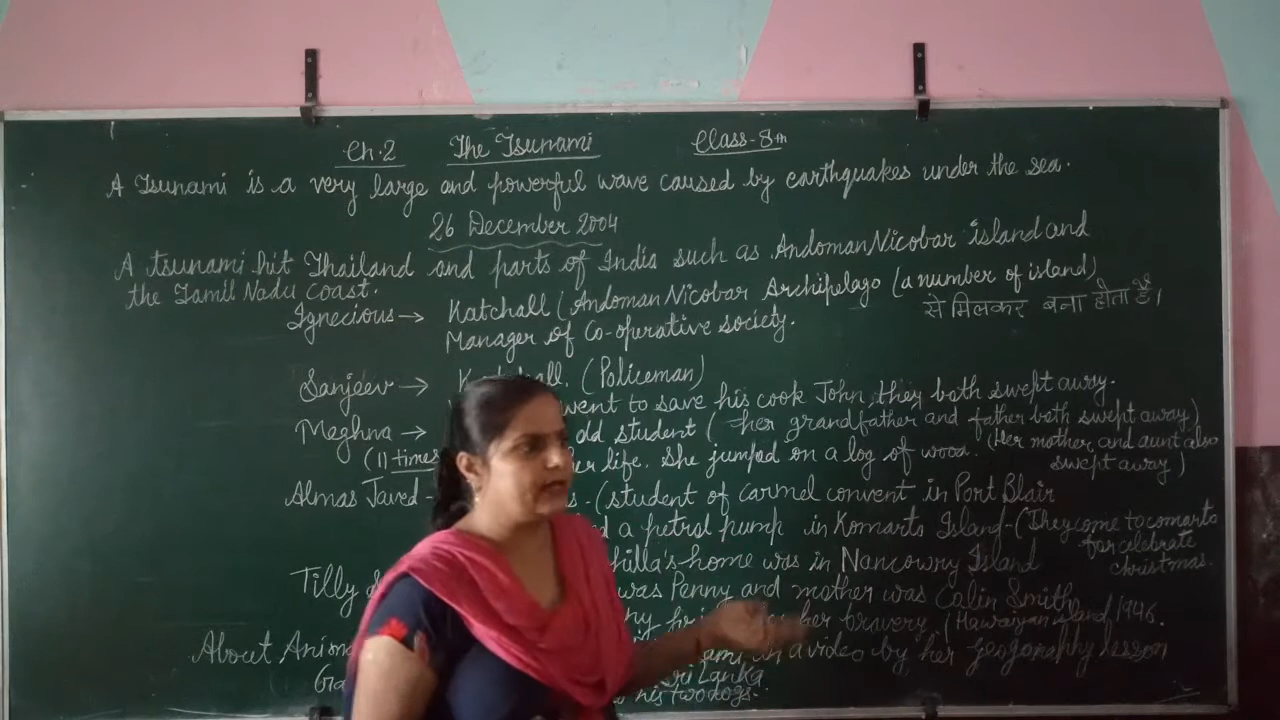 Ch.2 The Tsunami Class-8th
A Tsunami is a very large and powerful wave caused by earthquakes under the sea.
26 December 2004
A tsunami hit Thailand and parts of India such as Andoman Nicobar island and
the Tamil Nadu coast.
Ignecious → Katchall (Andoman Nicobar Archipelago (a number of island)
से मिलकर बना होता है।
Manager of Co-operative society.
Sanjeev → (Policeman)
went to save his cook John, they both swept away.
Meghna → old student (her grandfather and father both swept away)
(11) times her life. She jumped on a log of wood. (Her mother and aunt also
swept away)
Almas Javed - (student of Carmel convent in Port Blair
a petrol pump in Komarts Island - (They come to comarts
for celebrate
christmas.
home was in Nancowry Island
Tilly was Penny and mother was Calin Smith
her bravery. (Hawaiyan island 1946.
in a video by her geography lesson
About
Sri Lanka
his two dogs.